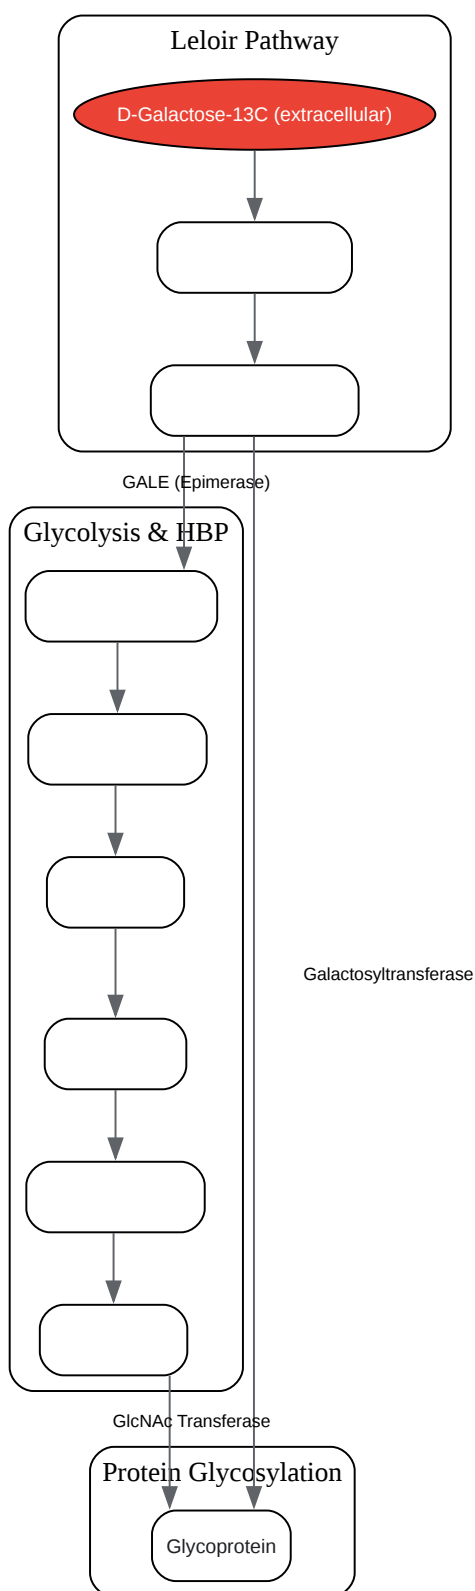 Leloir Pathway
D-Galactose-13C (extracellular)
GALE (Epimerase)
Glycolysis & HBP
Galactosyltransferase
GlcNAc Transferase
Protein Glycosylation
Glycoprotein